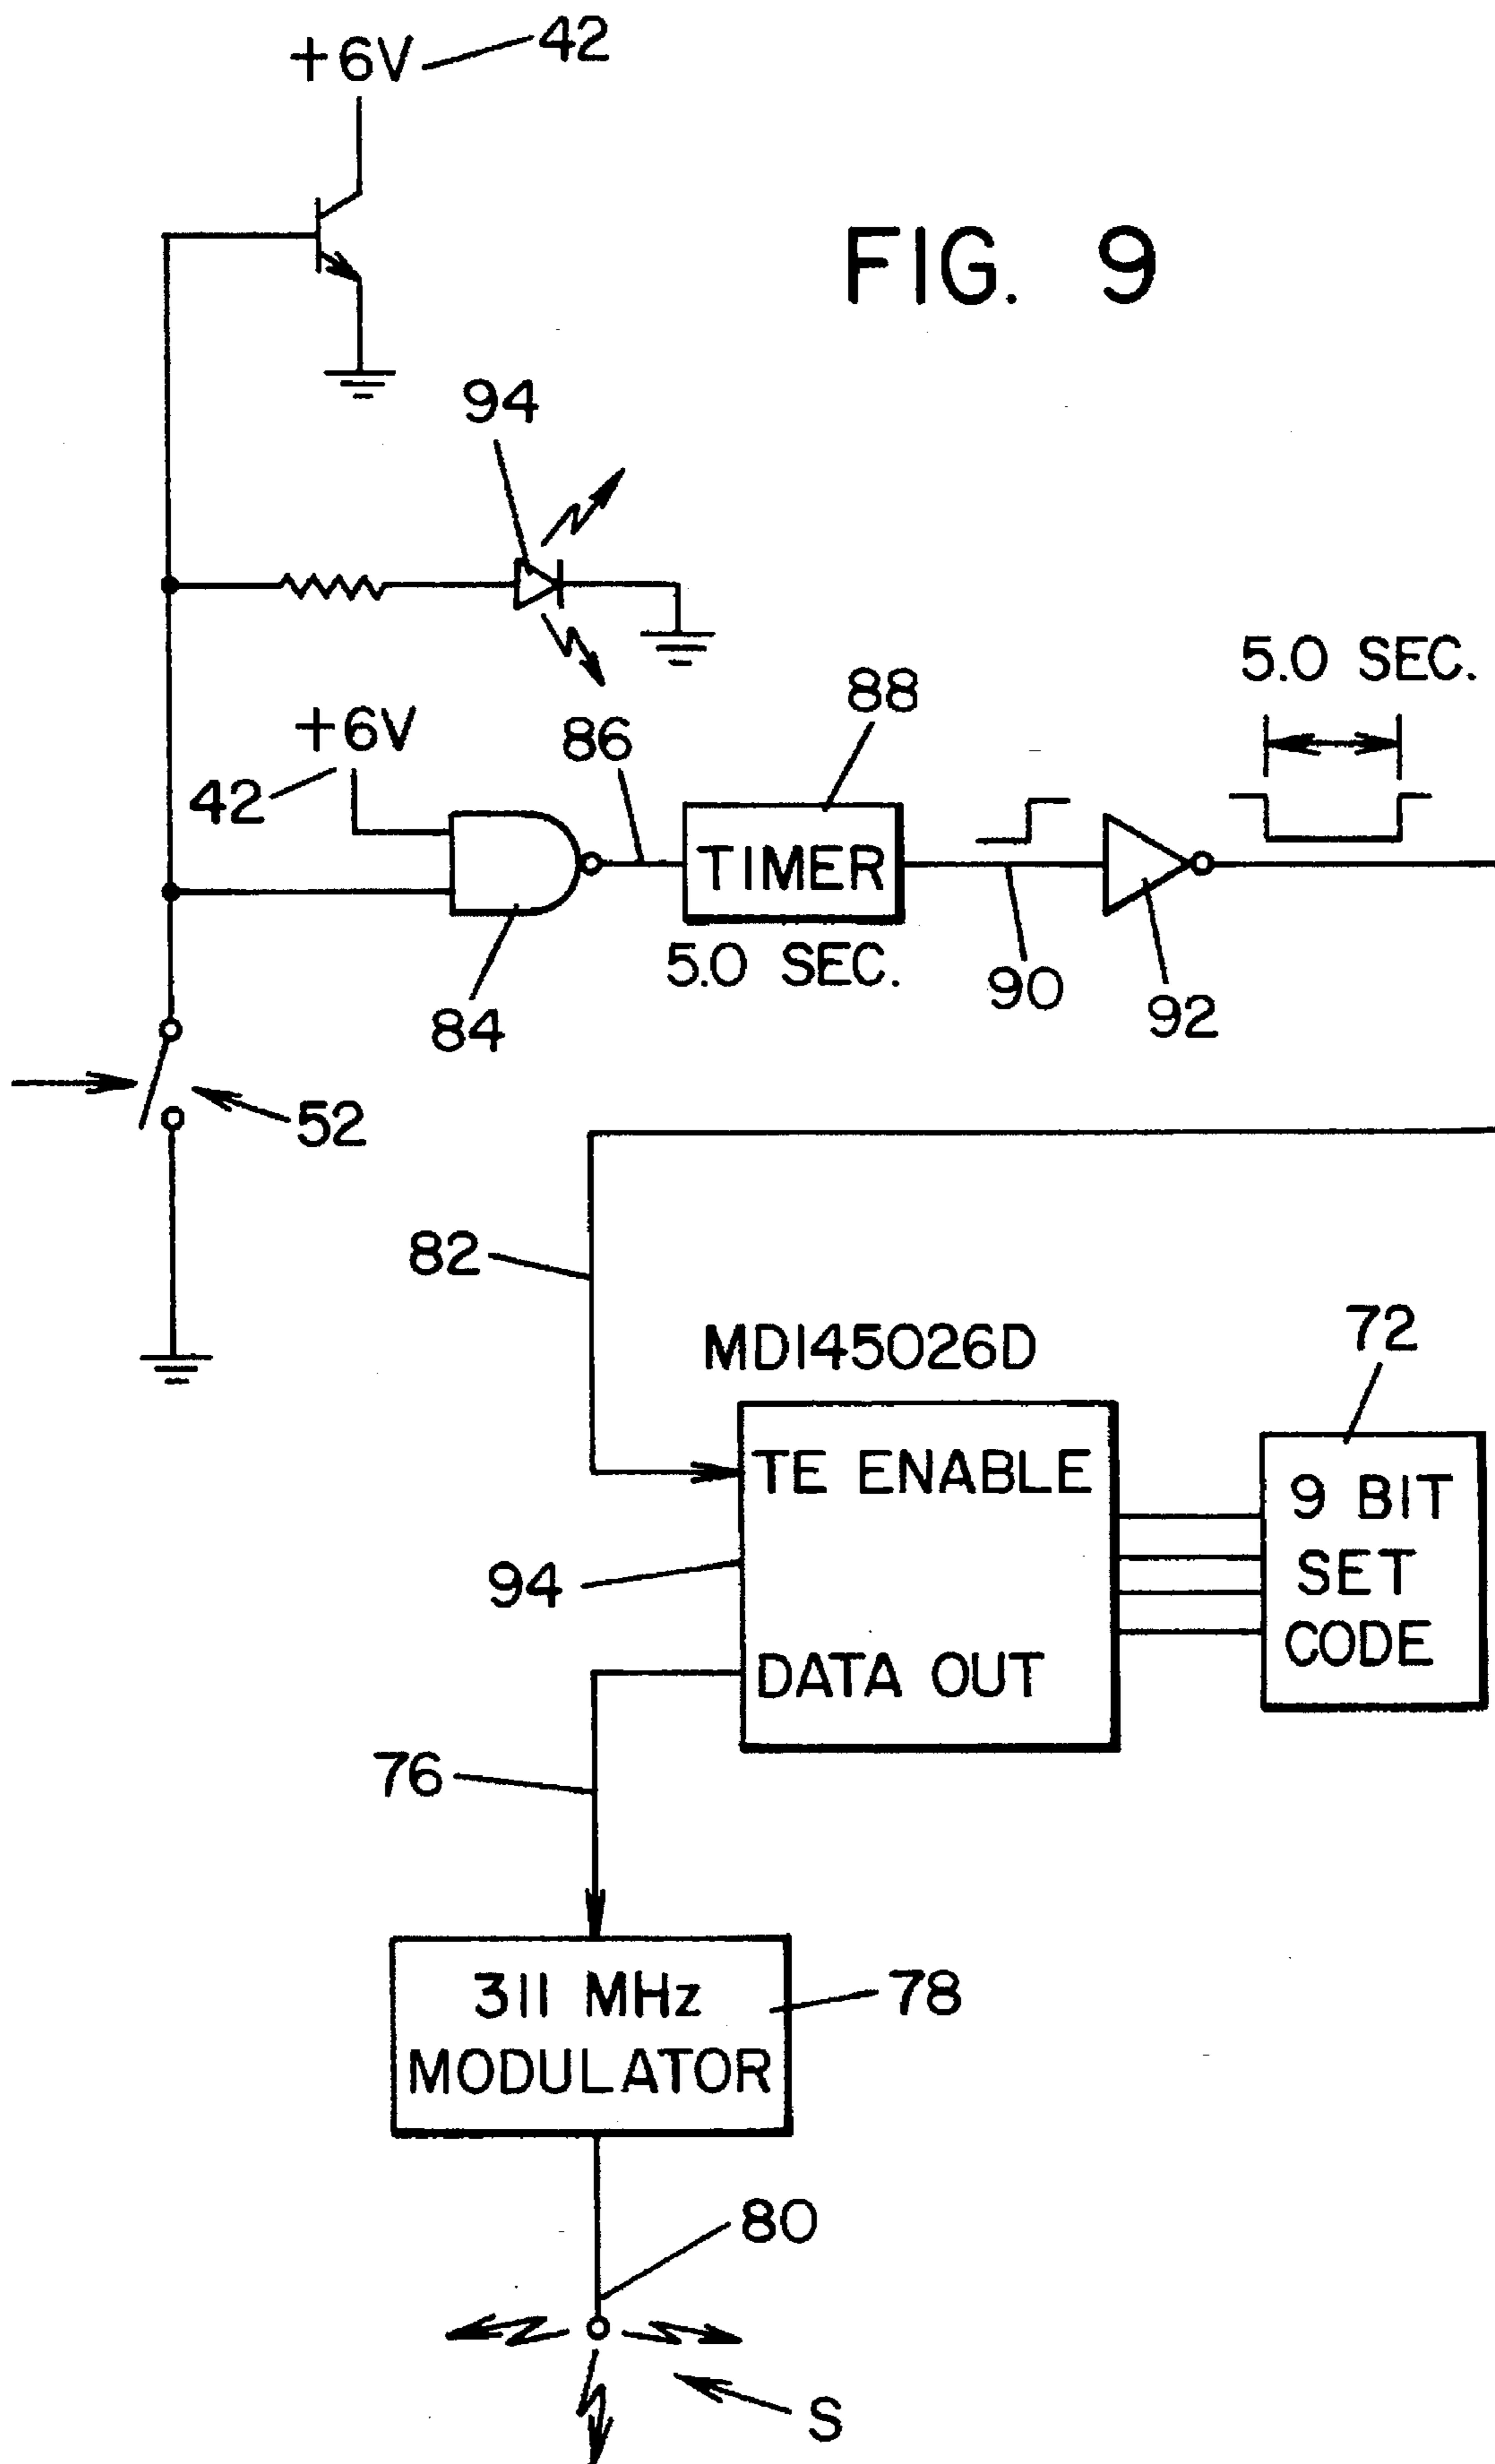 +6V 42
FIG. 9
94
5.0 SEC.
88
+6V
86
42
TIMER
5.0 SEC.
90
92
84
52
82
MD145026D
72
TE ENABLE
9 BIT
SET
CODE
94
DATA OUT
76
311 MHz
MODULATOR
78
80
S